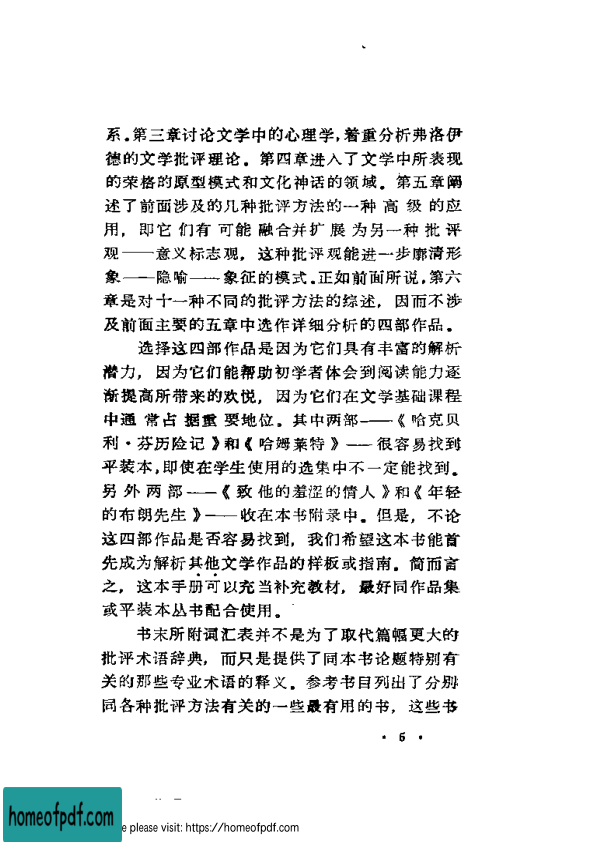 系。第三章讨论文学中的心理学，着重分析弗洛伊
德的文学批评理论。第四章进入了文学中所表现
的荣格的原型模式和文化神话的领域。第五章阐
述了前面涉及的几种批评方法的一种高级的应
用，即它们有可能融合并扩展为另一种批评
观——意义标志观，这种批评观能进一步廓清形
象——隐喻——象征的模式。正如前面所说，第六
章是对十一种不同的批评方法的综述，因而不涉
及前面主要的五章中选作详细分析的四部作品。
选择这四部作品是因为它们具有丰富的解析
潜力，因为它们能帮助初学者体会到阅读能力逐
渐提高所带来的欢悦，因为它们在文学基础课程
中通常占据重要地位。其中两部——《哈克贝
利·芬历险记》和《哈姆莱特》——很容易找到
平装本，即使在学生使用的选集中不一定能找到。
另外两部——《致他的羞涩的情人》和《年轻
的布朗先生》——收在本书附录中。但是，不论
这四部作品是否容易找到，我们希望这本书能首
先成为解析其他文学作品的样板或指南。简而言
之，这本手册可以充当补充教材，最好同作品集
或平装本丛书配合使用。
书末所附词汇表并不是为了取代篇幅更大的
批评术语辞典，而只是提供了同本书论题特别有
关的那些专业术语的释义。参考书目列出了分别
同各种批评方法有关的一些最有用的书，这些书
· 5 ·
homeofpdf.com
e please visit: https://homeofpdf.com